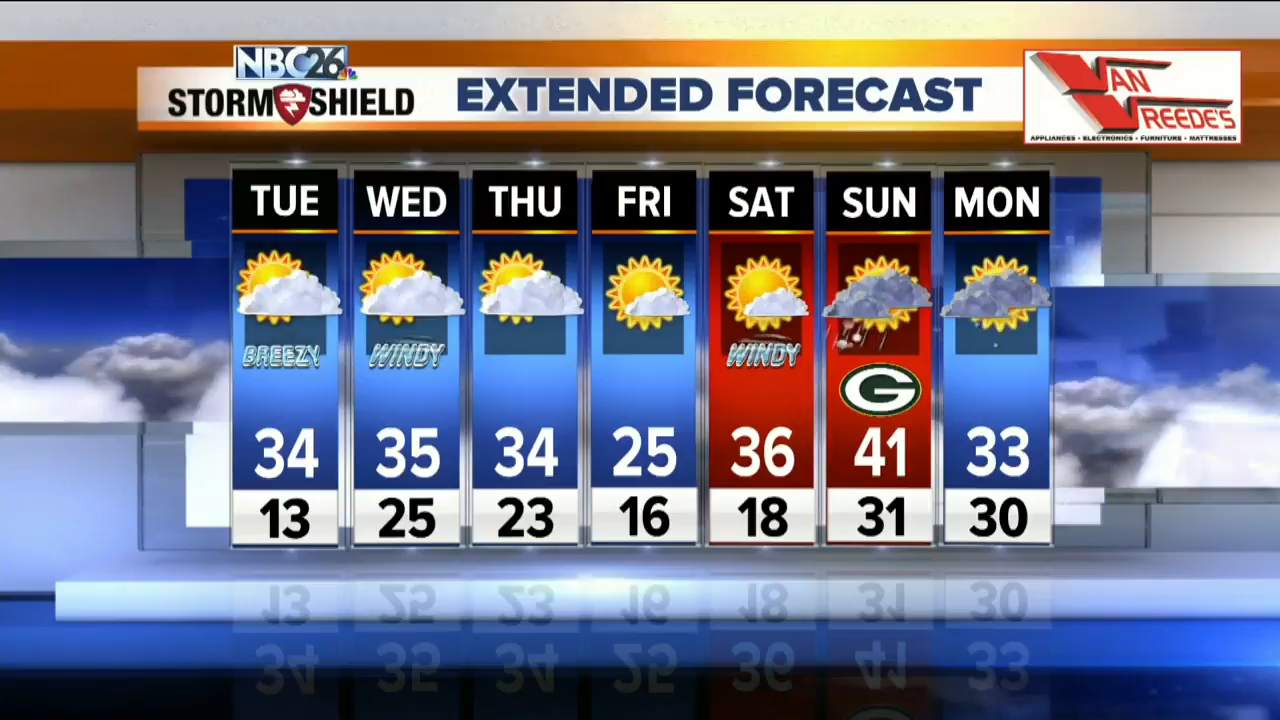 NBC26
STORM SHIELD
EXTENDED FORECAST
VAN
VREEDE'S
APPLIANCES • ELECTRONICS • FURNITURE • MATTRESSES
TUE WED THU FRI SAT SUN MON
BREEZY WINDY WINDY
G
34 35 34 25 36 41 33
13 25 23 16 18 31 30